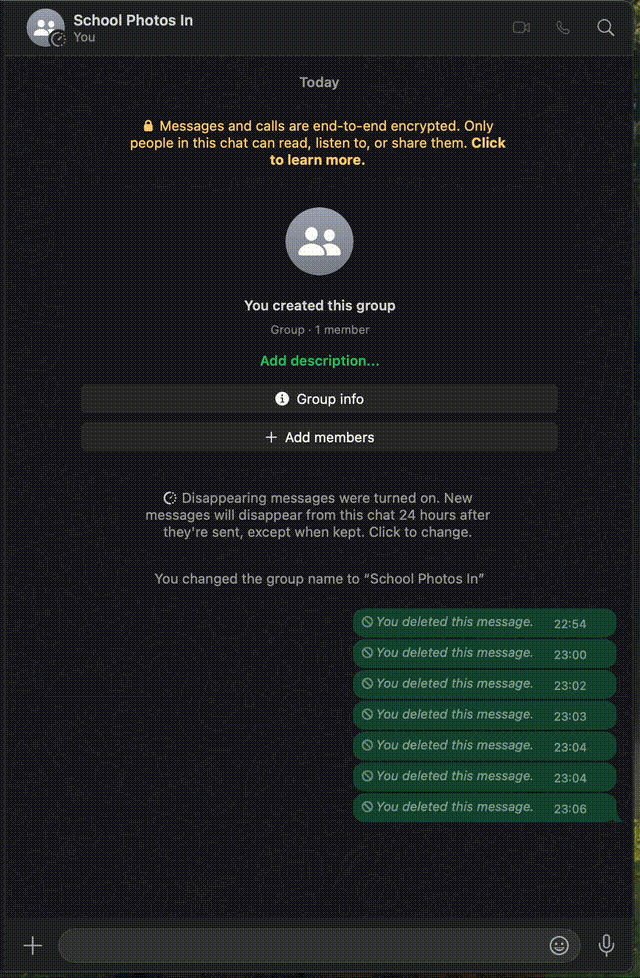 School Photos In
You
Today
Messages and calls are end-to-end encrypted. Only
people in this chat can read, listen to, or share them. Click
to learn more.
You created this group
Group · 1 member
Add description...
Group info
Add members
Disappearing messages were turned on. New
messages will disappear from this chat 24 hours after
they're sent, except when kept. Click to change.
You changed the group name to “School Photos In”
You deleted this message. 22:54
You deleted this message. 23:00
You deleted this message. 23:02
You deleted this message. 23:03
You deleted this message. 23:04
You deleted this message. 23:04
You deleted this message. 23:06